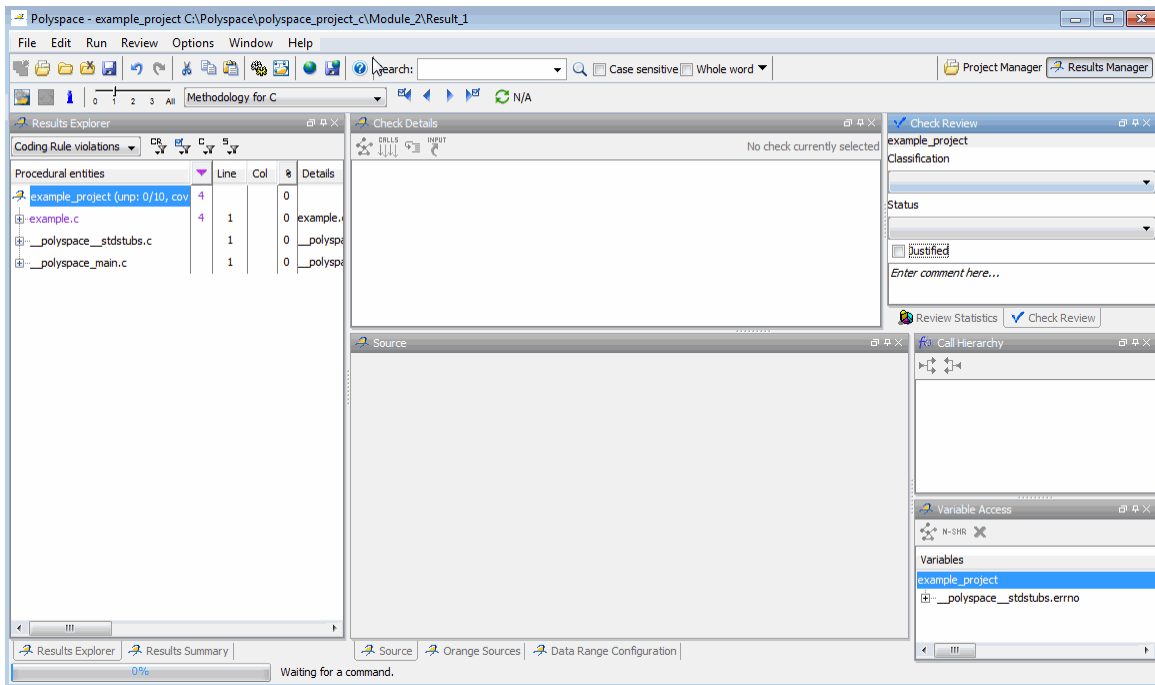 Polyspace - example_project C:\Polyspace\polyspace_project_c\Module_2\Result_1
File Edit Run Review Options Window Help
Search: Case sensitive Whole word Project Manager Results Manager
0 1 2 3 All Methodology for C N/A
Results Explorer
Coding Rule violations
Procedural entities Line Col % Details
example_project (unp: 0/10, cov 4 0
example.c 4 1 0 example.
__polyspace__stdstubs.c 1 0 __polyspa
__polyspace_main.c 1 0 __polyspa
Results Explorer Results Summary
Check Details
CALLS INPUT No check currently selected
Source
Source Orange Sources Data Range Configuration
Check Review
example_project
Classification
Status
Justified
Enter comment here...
Review Statistics Check Review
Call Hierarchy
Variable Access
N-SHR
Variables
example_project
__polyspace__stdstubs.errno
0% Waiting for a command.